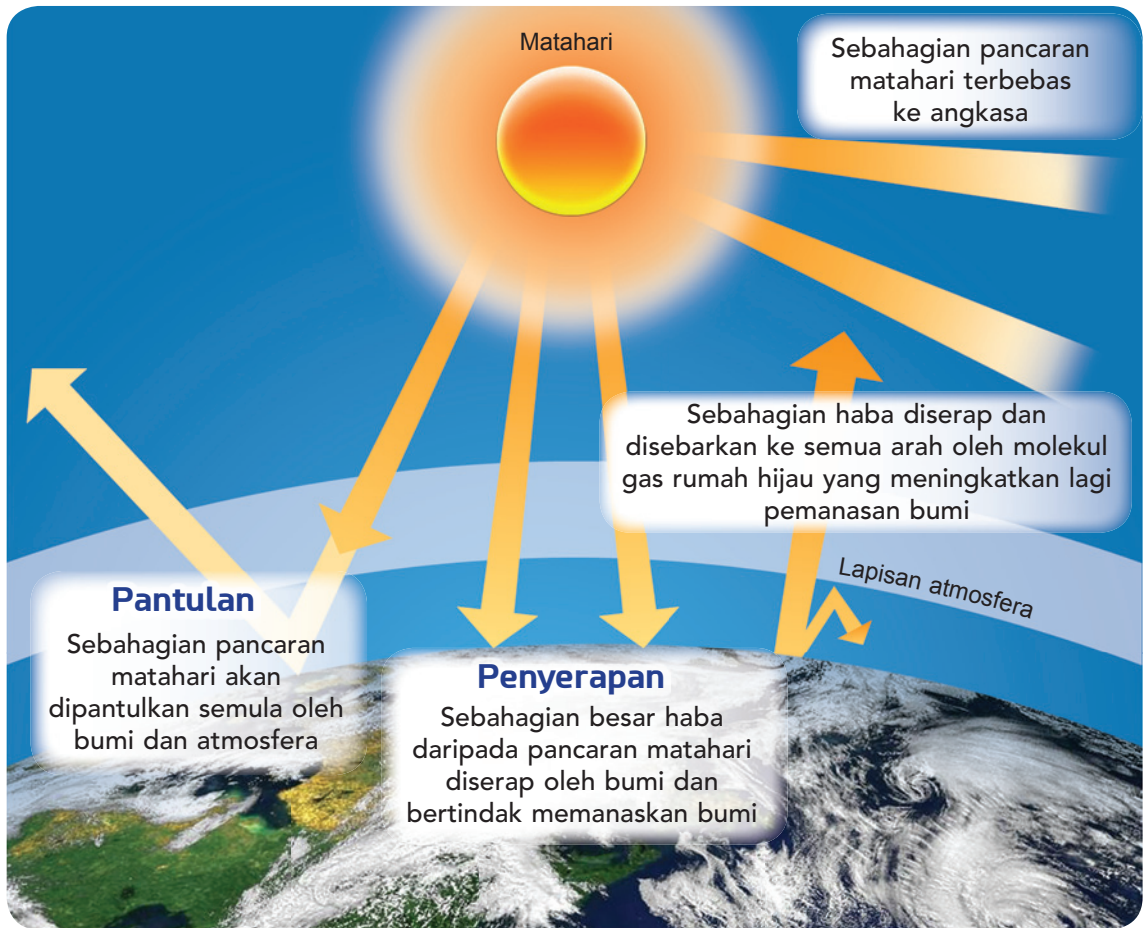 Matahari
Sebahagian pancaran
matahari terbebas
ke angkasa
Sebahagian haba diserap dan
disebarkan ke semua arah oleh molekul
gas rumah hijau yang meningkatkan lagi
pemanasan bumi
Lapisan atmosfera
Pantulan
Sebahagian pancaran
matahari akan
dipantulkan semula oleh
bumi dan atmosfera
Penyerapan
Sebahagian besar haba
daripada pancaran matahari
diserap oleh bumi dan
bertindak memanaskan bumi